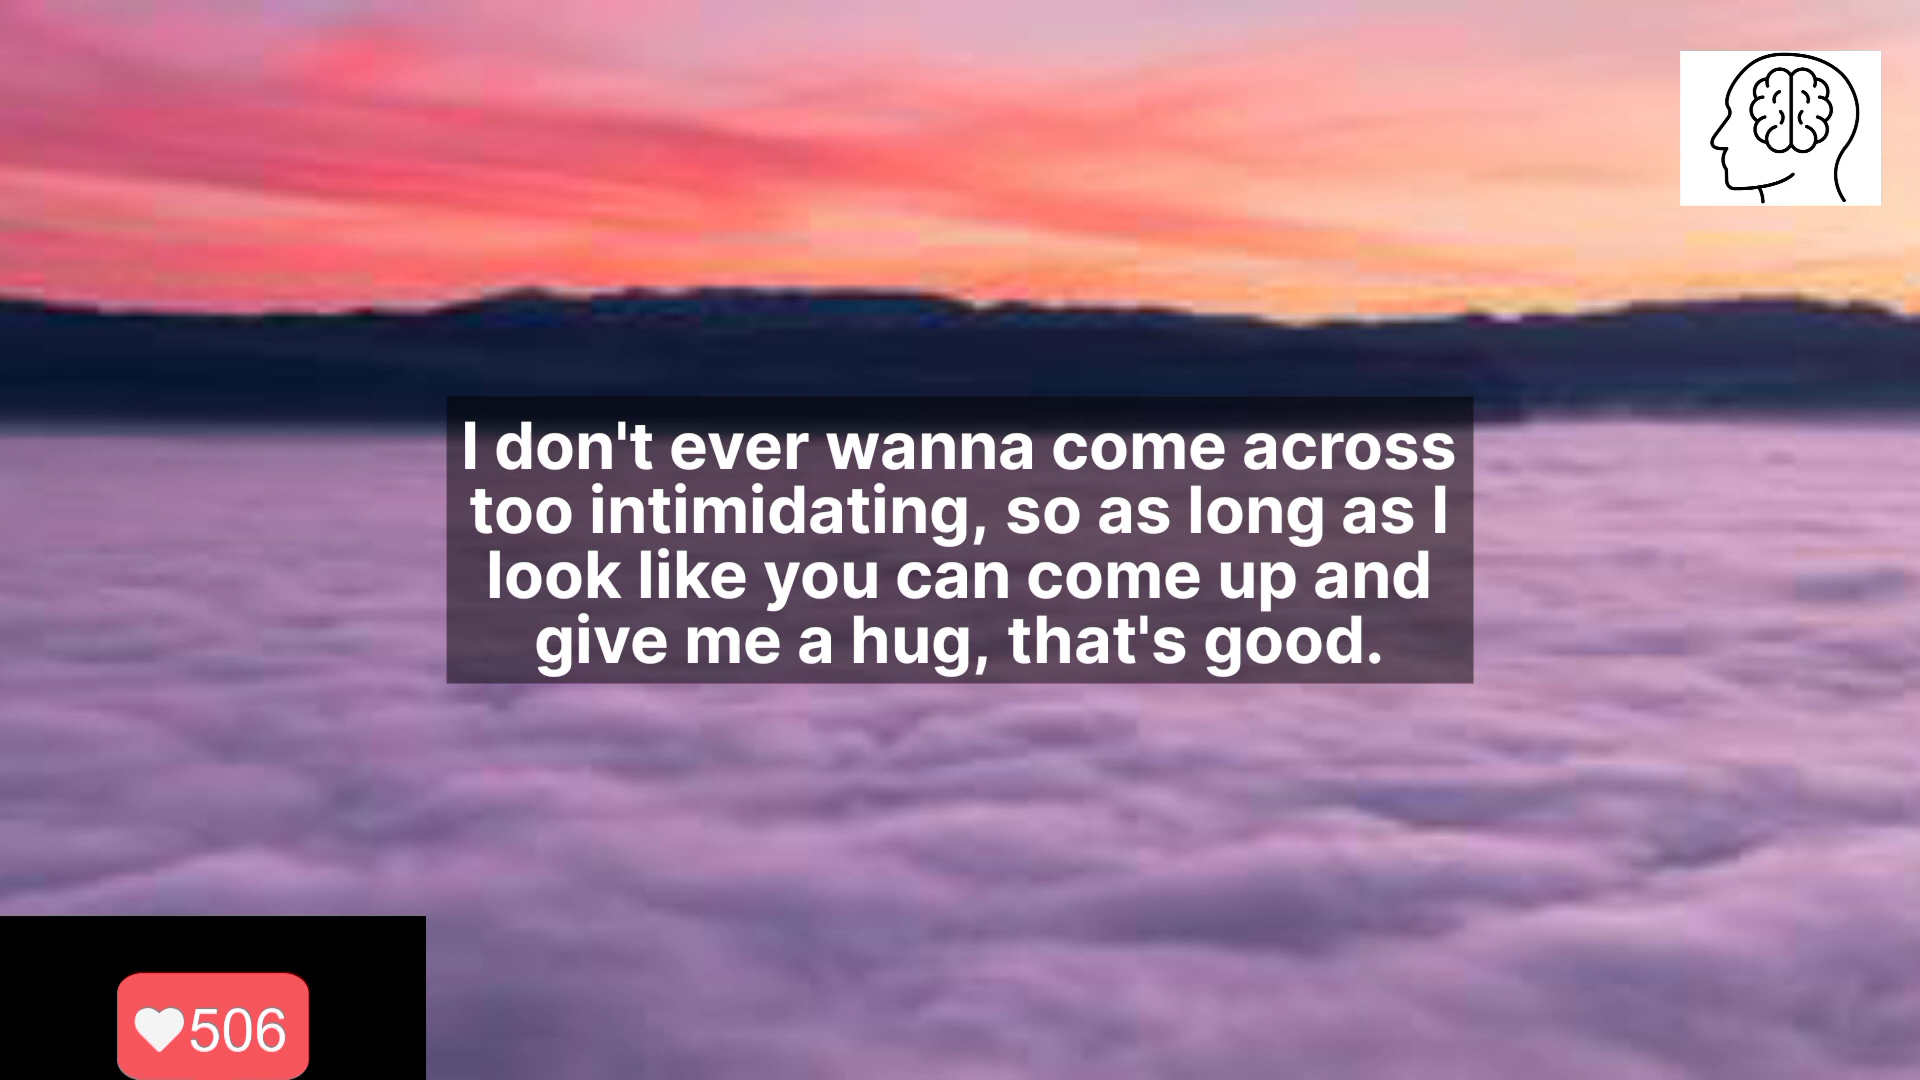 I don't ever wanna come across
too intimidating, so as long as I
look like you can come up and
give me a hug, that's good.
506